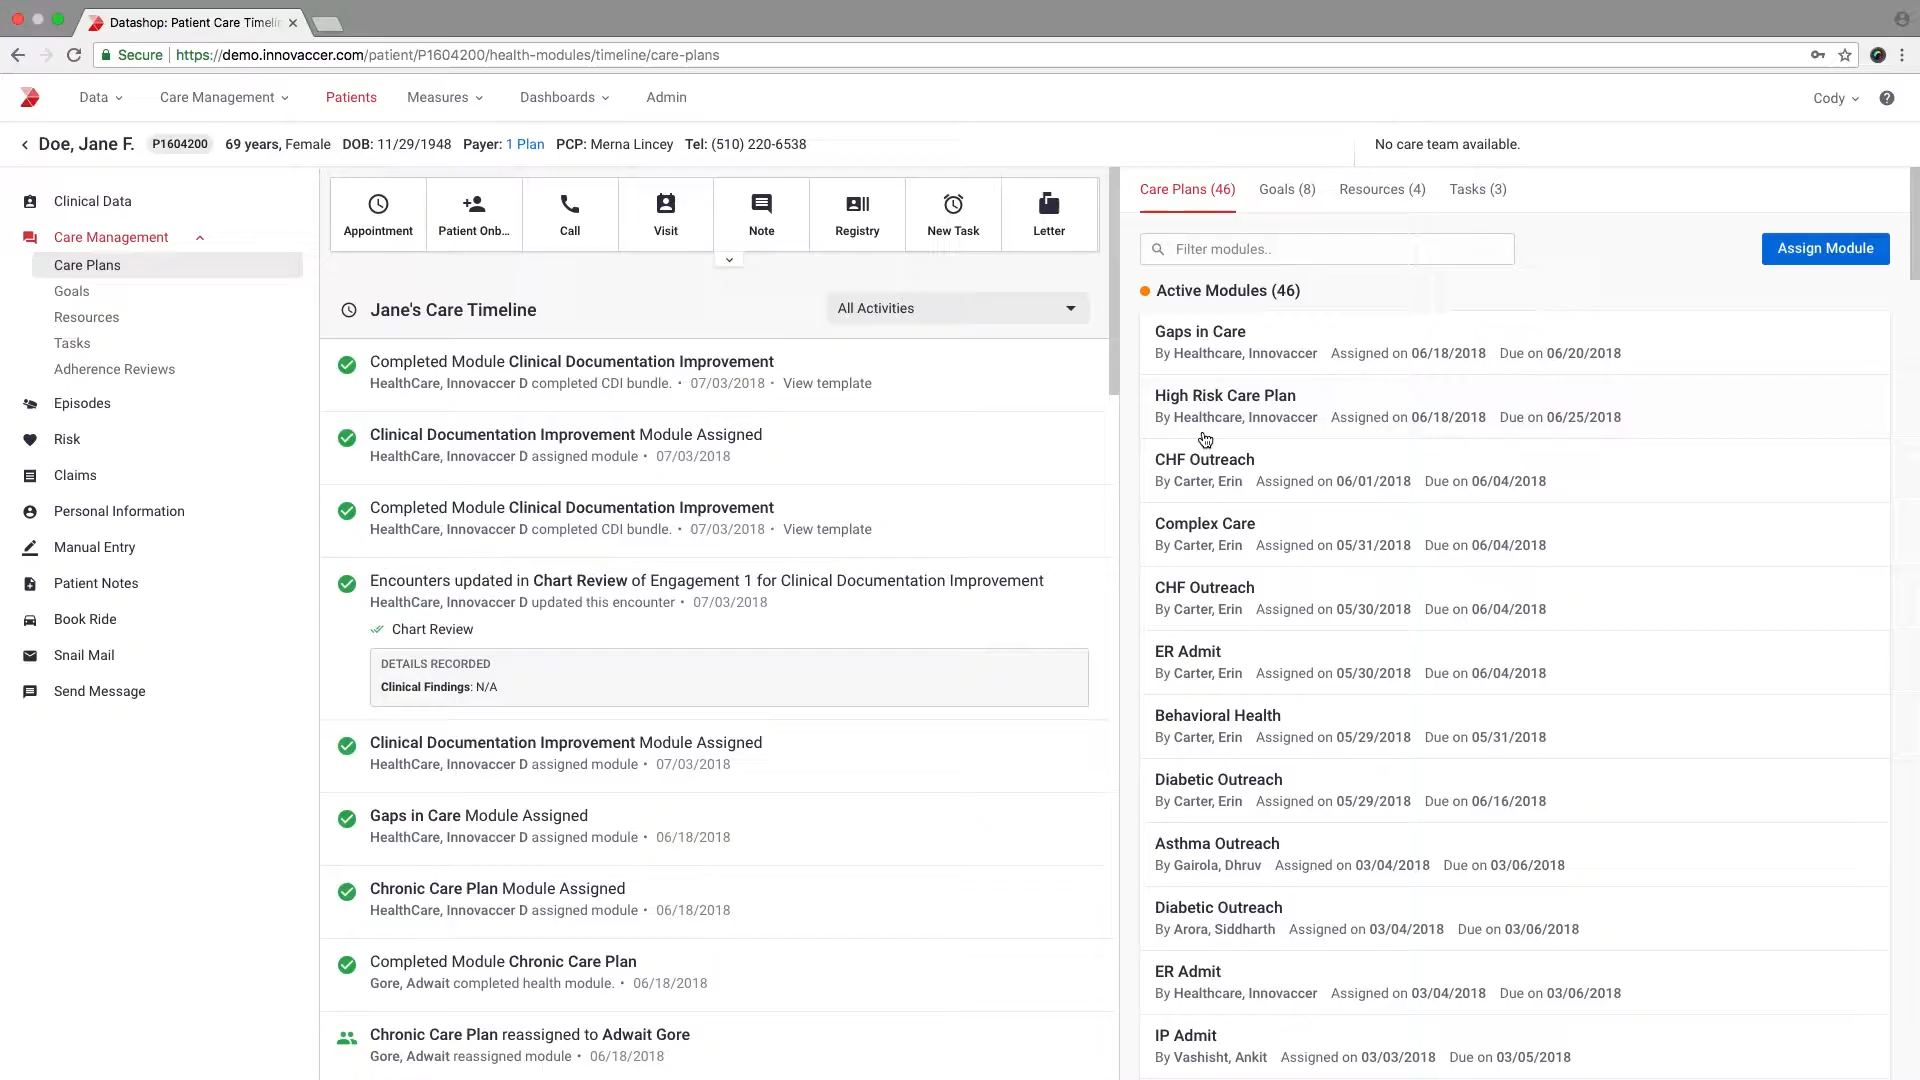 Datashop: Patient Care Timeli
Secure https://demo.innovaccer.com/patient/P1604200/health-modules/timeline/care-plans
Data Care Management Patients Measures Dashboards Admin Cody
Doe, Jane F. P1604200 69 years, Female DOB: 11/29/1948 Payer: 1 Plan PCP: Merna Lincey Tel: (510) 220-6538 No care team available.
Clinical Data
Care Management
Care Plans
Goals
Resources
Tasks
Adherence Reviews
Episodes
Risk
Claims
Personal Information
Manual Entry
Patient Notes
Book Ride
Snail Mail
Send Message
Appointment Patient Onb... Call Visit Note Registry New Task Letter
Jane's Care Timeline All Activities
Completed Module Clinical Documentation Improvement
HealthCare, Innovaccer D completed CDI bundle. • 07/03/2018 • View template
Clinical Documentation Improvement Module Assigned
HealthCare, Innovaccer D assigned module • 07/03/2018
Completed Module Clinical Documentation Improvement
HealthCare, Innovaccer D completed CDI bundle. • 07/03/2018 • View template
Encounters updated in Chart Review of Engagement 1 for Clinical Documentation Improvement
HealthCare, Innovaccer D updated this encounter • 07/03/2018
Chart Review
DETAILS RECORDED
Clinical Findings: N/A
Clinical Documentation Improvement Module Assigned
HealthCare, Innovaccer D assigned module • 07/03/2018
Gaps in Care Module Assigned
HealthCare, Innovaccer D assigned module • 06/18/2018
Chronic Care Plan Module Assigned
HealthCare, Innovaccer D assigned module • 06/18/2018
Completed Module Chronic Care Plan
Gore, Adwait completed health module. • 06/18/2018
Chronic Care Plan reassigned to Adwait Gore
Gore, Adwait reassigned module • 06/18/2018
Care Plans (46) Goals (8) Resources (4) Tasks (3)
Filter modules.. Assign Module
Active Modules (46)
Gaps in Care
By Healthcare, Innovaccer Assigned on 06/18/2018 Due on 06/20/2018
High Risk Care Plan
By Healthcare, Innovaccer Assigned on 06/18/2018 Due on 06/25/2018
CHF Outreach
By Carter, Erin Assigned on 06/01/2018 Due on 06/04/2018
Complex Care
By Carter, Erin Assigned on 05/31/2018 Due on 06/04/2018
CHF Outreach
By Carter, Erin Assigned on 05/30/2018 Due on 06/04/2018
ER Admit
By Carter, Erin Assigned on 05/30/2018 Due on 06/04/2018
Behavioral Health
By Carter, Erin Assigned on 05/29/2018 Due on 05/31/2018
Diabetic Outreach
By Carter, Erin Assigned on 05/29/2018 Due on 06/16/2018
Asthma Outreach
By Gairola, Dhruv Assigned on 03/04/2018 Due on 03/06/2018
Diabetic Outreach
By Arora, Siddharth Assigned on 03/04/2018 Due on 03/06/2018
ER Admit
By Healthcare, Innovaccer Assigned on 03/04/2018 Due on 03/06/2018
IP Admit
By Vashisht, Ankit Assigned on 03/03/2018 Due on 03/05/2018